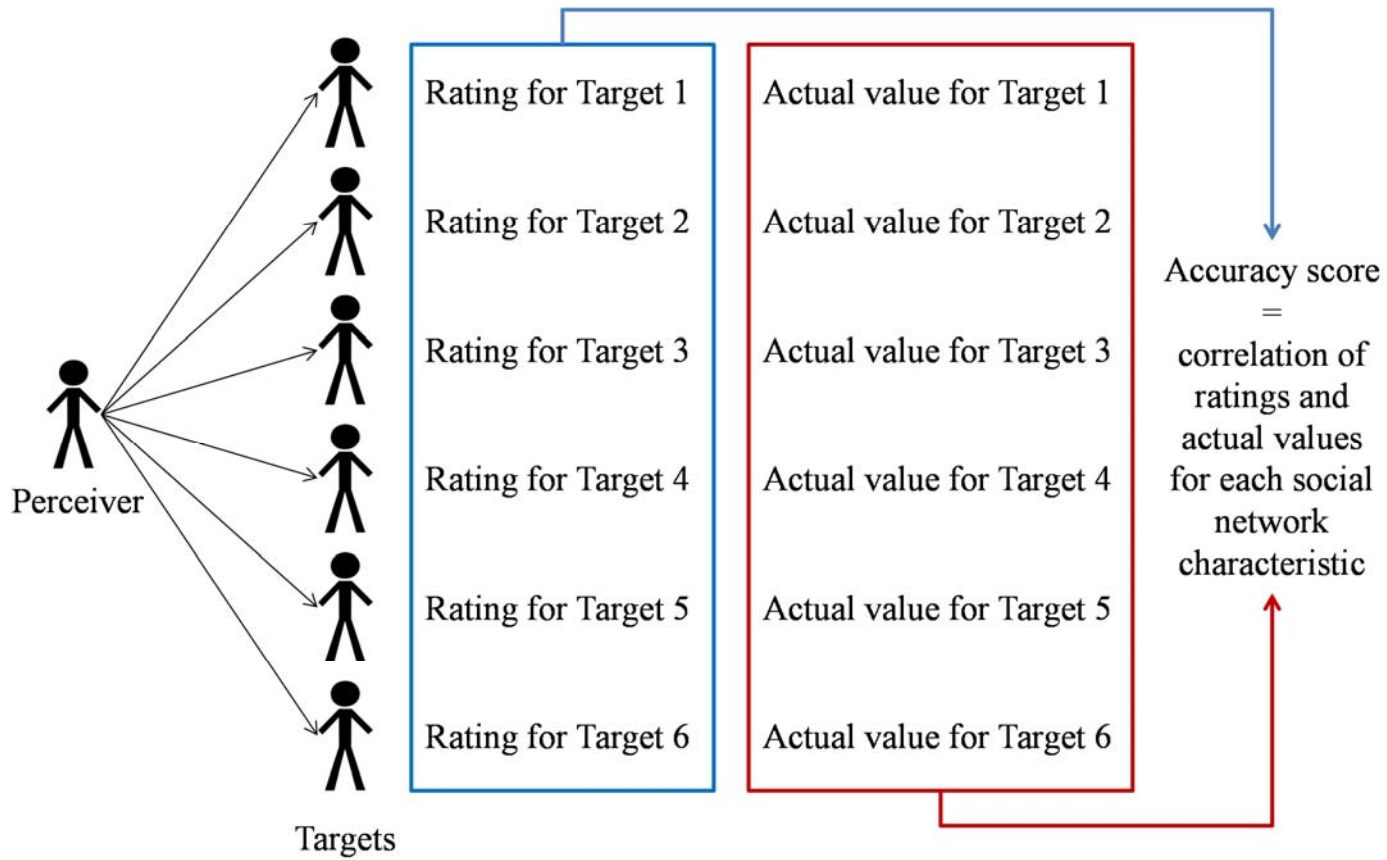 Rating for Target 1
Rating for Target 2
Rating for Target 3
Rating for Target 4
Rating for Target 5
Rating for Target 6
Actual value for Target 1
Actual value for Target 2
Actual value for Target 3
Actual value for Target 4
Actual value for Target 5
Actual value for Target 6
Accuracy score
=
correlation of
ratings and
actual values
for each social
network
characteristic
Perceiver
Targets